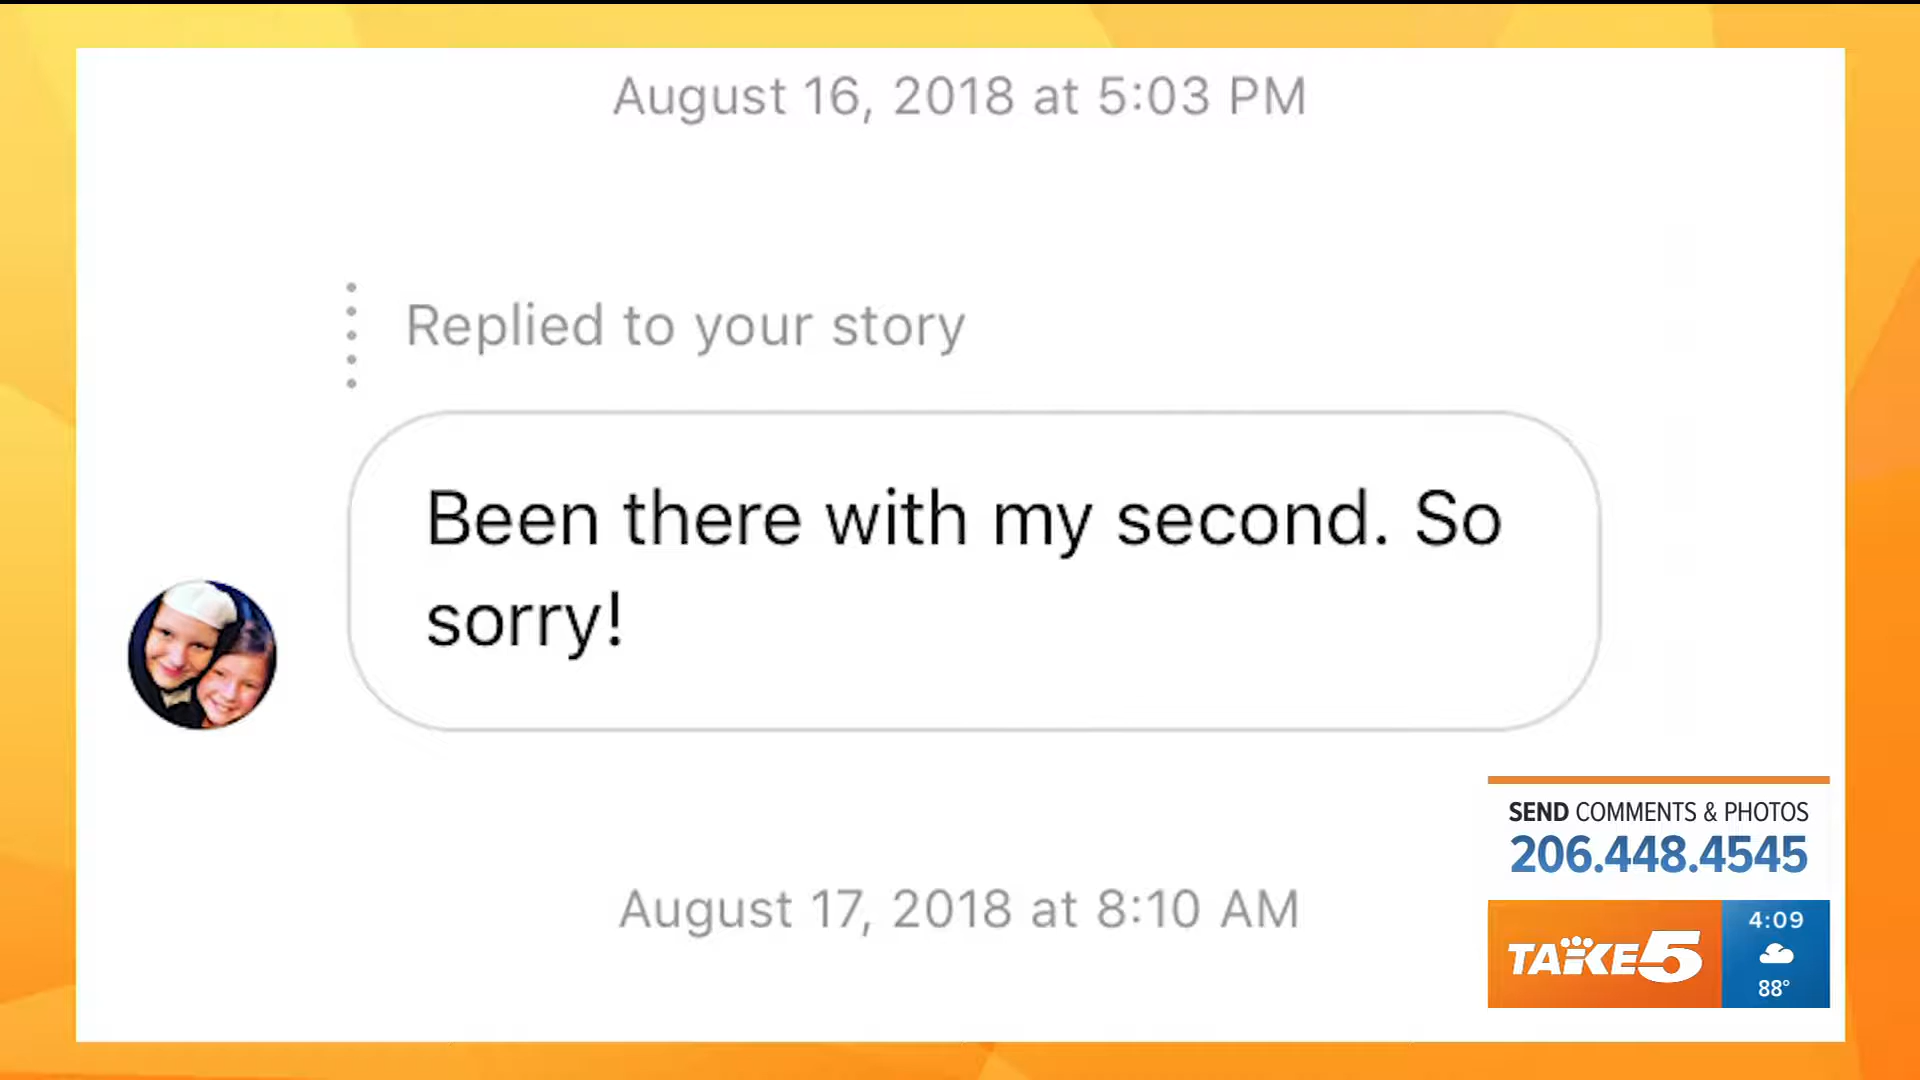 August 16, 2018 at 5:03 PM
Replied to your story
Been there with my second. So
sorry!
August 17, 2018 at 8:10 AM
SEND COMMENTS & PHOTOS
206.448.4545
TAKE5
4:09
88°